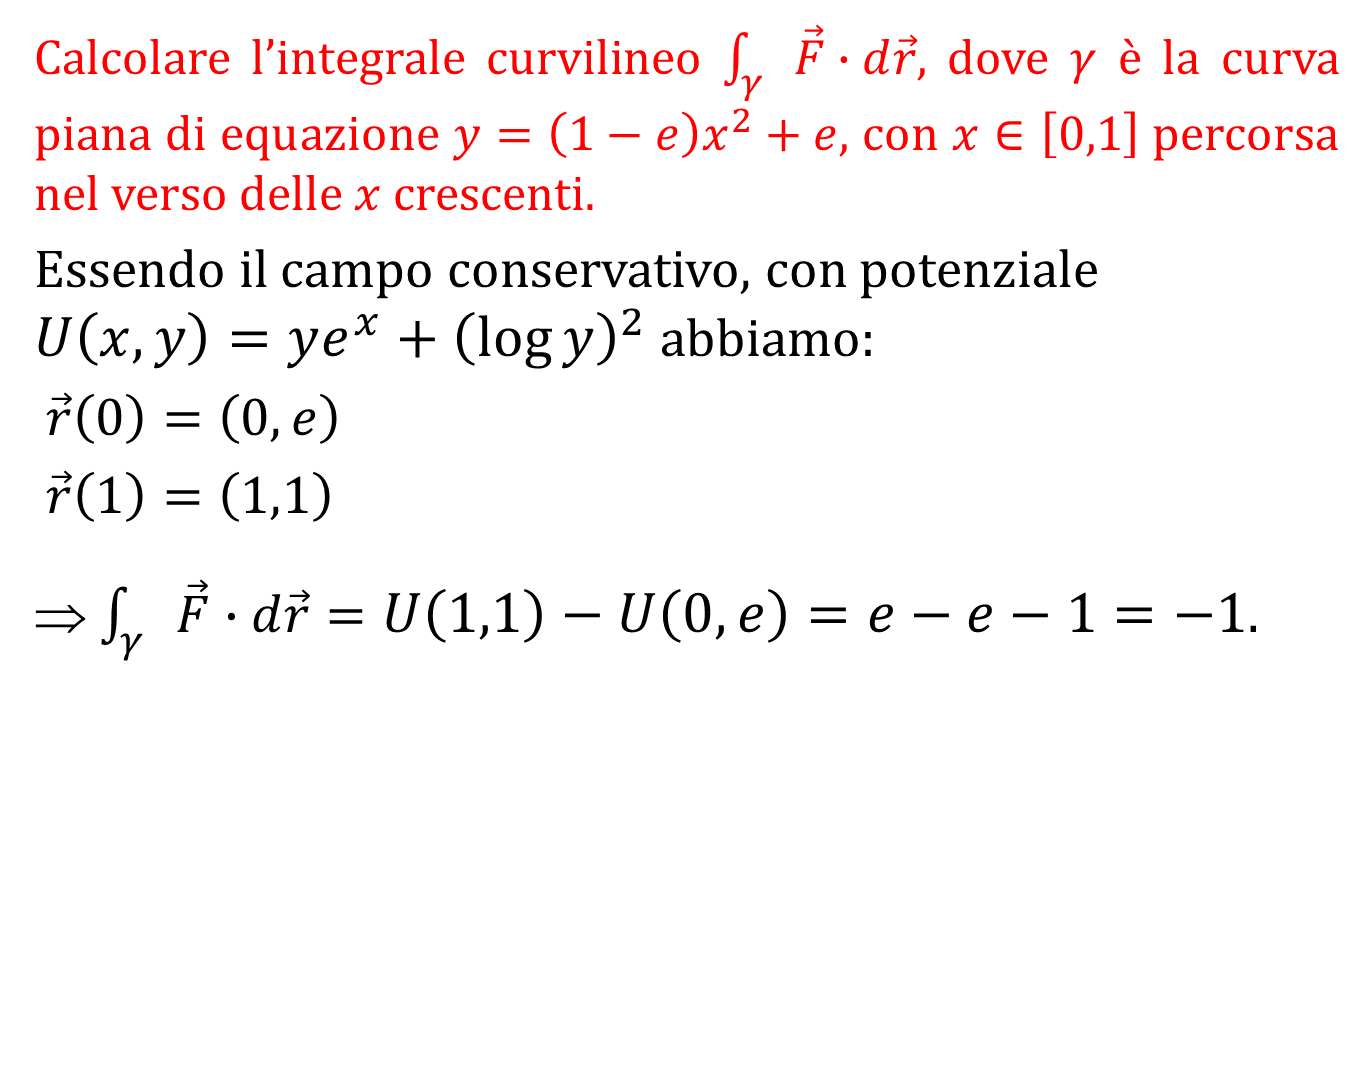 Calcolare l’integrale curvilineo ∫_γ F⃗ · dr⃗, dove γ è la curva
piana di equazione y = (1 − e)x² + e, con x ∈ [0,1] percorsa
nel verso delle x crescenti.
Essendo il campo conservativo, con potenziale
U(x, y) = yeˣ + (log y)² abbiamo:
r⃗(0) = (0, e)
r⃗(1) = (1,1)
⇒ ∫_γ F⃗ · dr⃗ = U(1,1) − U(0, e) = e − e − 1 = −1.